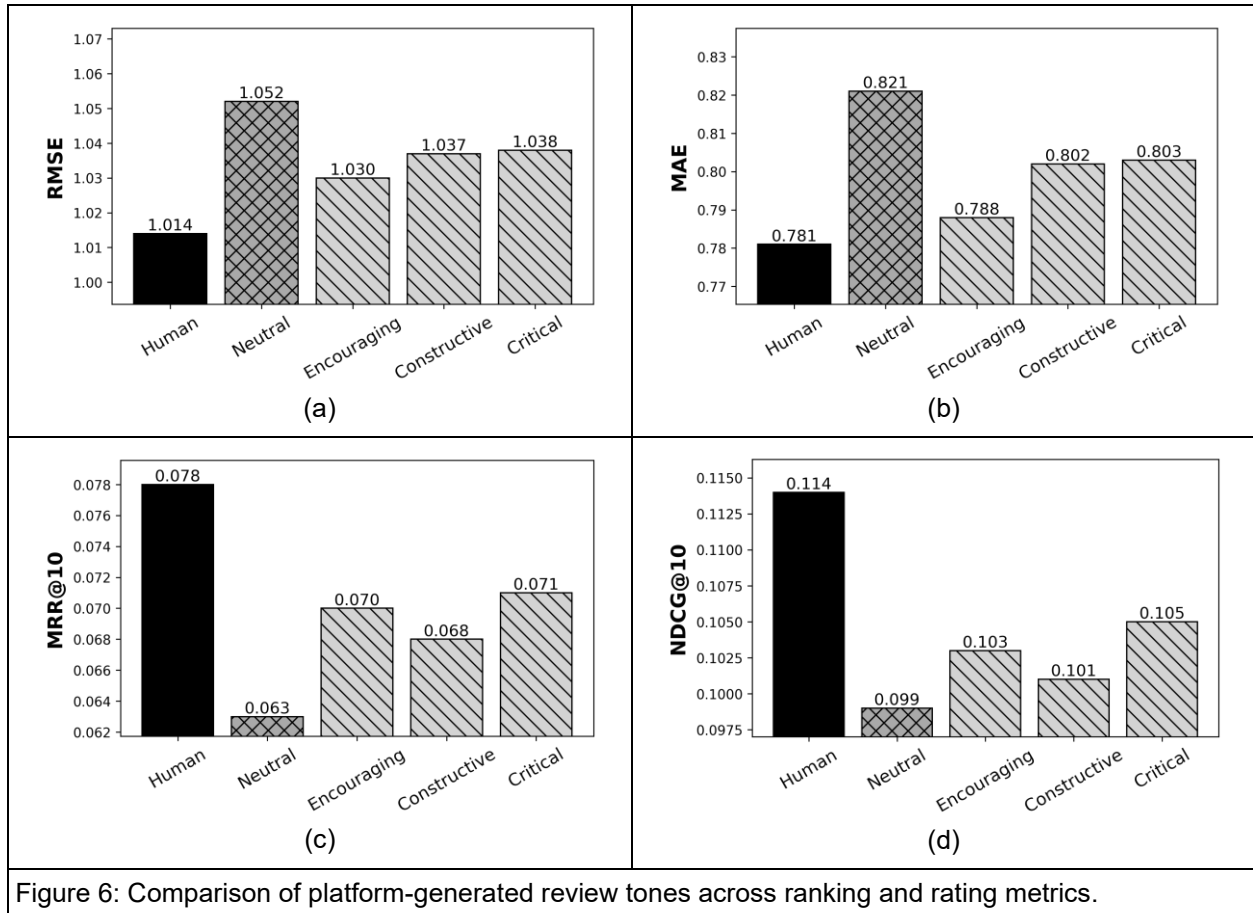 RMSE
1.07
1.06
1.05
1.04
1.03
1.02
1.01
1.00
1.014
1.052
1.030
1.037
1.038
Human
Neutral
Encouraging
Constructive
Critical
(a)
MAE
0.83
0.82
0.81
0.80
0.79
0.78
0.77
0.781
0.821
0.788
0.802
0.803
Human
Neutral
Encouraging
Constructive
Critical
(b)
MRR@10
0.078
0.076
0.074
0.072
0.070
0.068
0.066
0.064
0.062
0.078
0.063
0.070
0.068
0.071
Human
Neutral
Encouraging
Constructive
Critical
(c)
NDCG@10
0.1150
0.1125
0.1100
0.1075
0.1050
0.1025
0.1000
0.0975
0.114
0.099
0.103
0.101
0.105
Human
Neutral
Encouraging
Constructive
Critical
(d)
Figure 6: Comparison of platform-generated review tones across ranking and rating metrics.